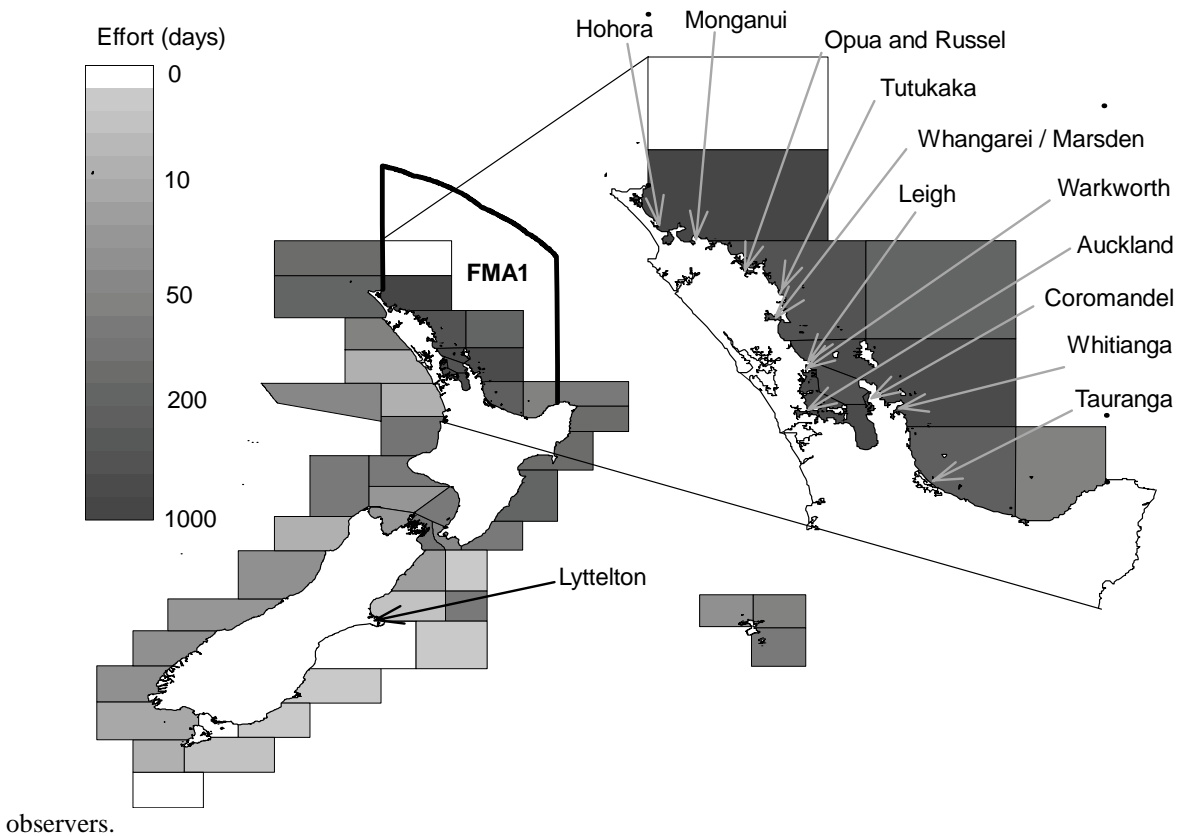 Effort (days)
0
10
50
200
1000
FMA1
Hohora
Monganui
Opua and Russel
Tutukaka
Whangarei / Marsden
Leigh
Warkworth
Auckland
Coromandel
Whitianga
Tauranga
Lyttelton
observers.